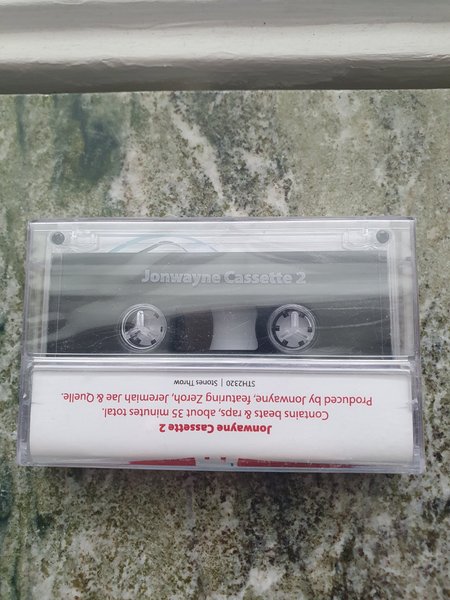 Jonwayne Cassette 2
Jonwayne Cassette 2
Contains beats & raps, about 35 minutes total.
Produced by Jonwayne, featuring Zeroh, Jeremiah Jae & Quelle.
STH2320 | Stones Throw